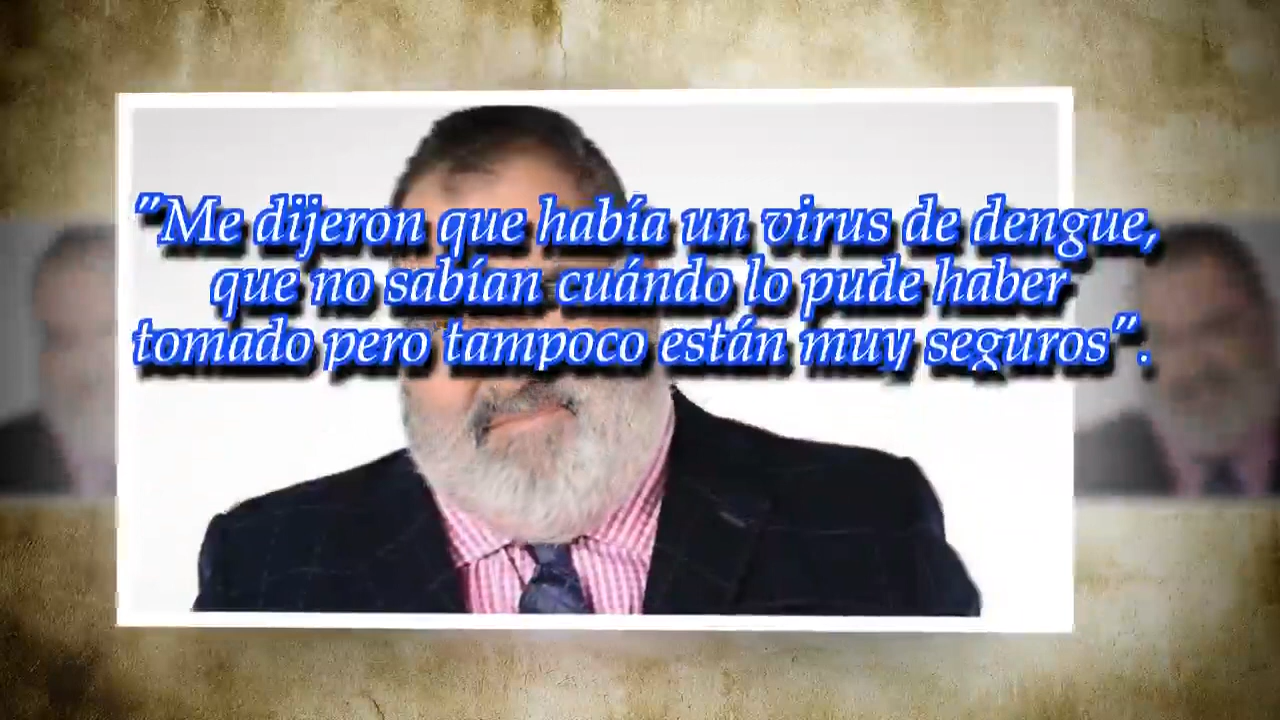 "Me dijeron que había un virus de dengue,
que no sabían cuándo lo pude haber
tomado pero tampoco están muy seguros".